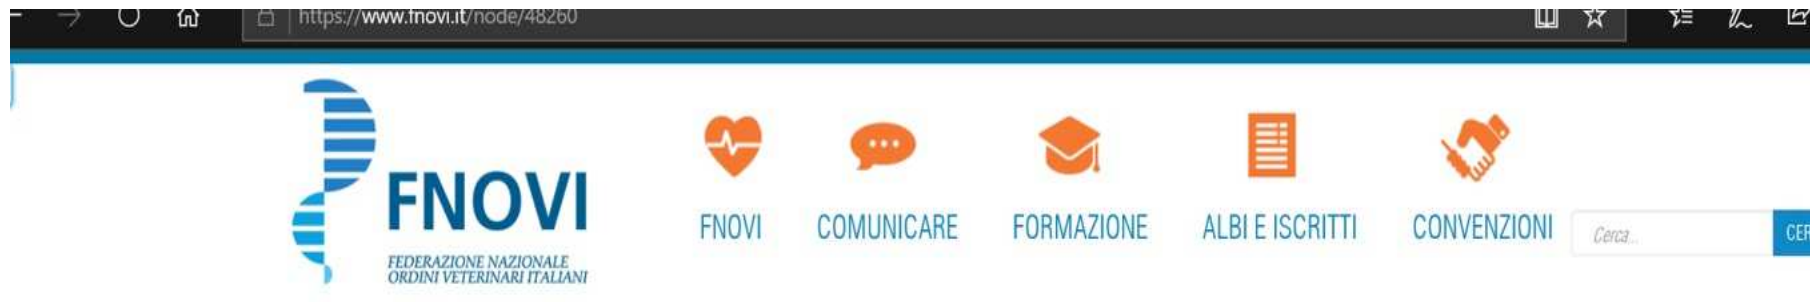 https://www.fnovi.it/node/48260
FNOVI
FEDERAZIONE NAZIONALE
ORDINI VETERINARI ITALIANI
FNOVI COMUNICARE FORMAZIONE ALBI E ISCRITTI CONVENZIONI
Cerca...
CER